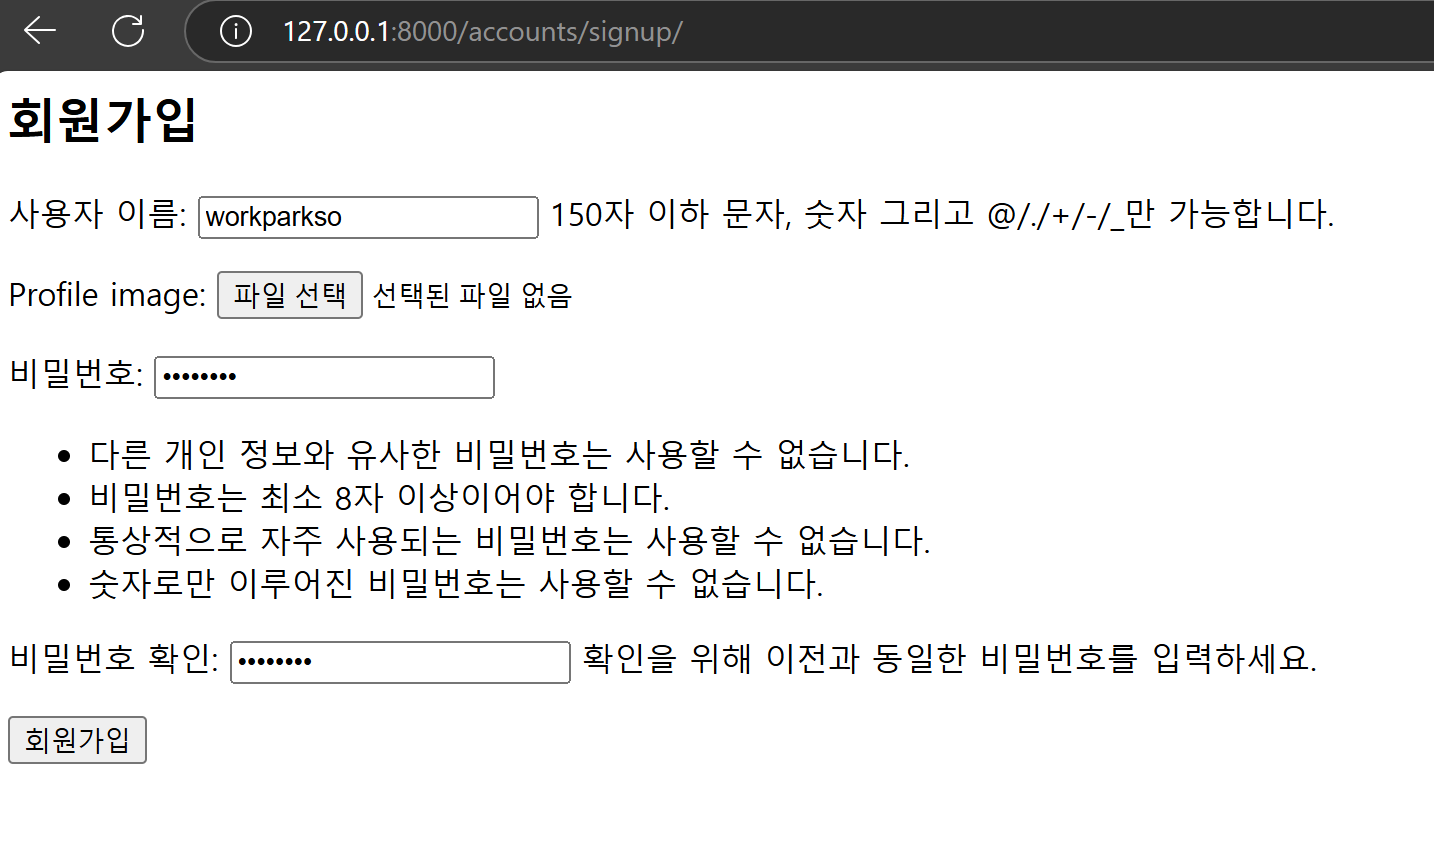 127.0.0.1:8000/accounts/signup/
회원가입
사용자 이름: workparkso 150자 이하 문자, 숫자 그리고 @/./+/-/_만 가능합니다.
Profile image: 파일 선택 선택된 파일 없음
비밀번호: ••••••••
• 다른 개인 정보와 유사한 비밀번호는 사용할 수 없습니다.
• 비밀번호는 최소 8자 이상이어야 합니다.
• 통상적으로 자주 사용되는 비밀번호는 사용할 수 없습니다.
• 숫자로만 이루어진 비밀번호는 사용할 수 없습니다.
비밀번호 확인: •••••••• 확인을 위해 이전과 동일한 비밀번호를 입력하세요.
회원가입